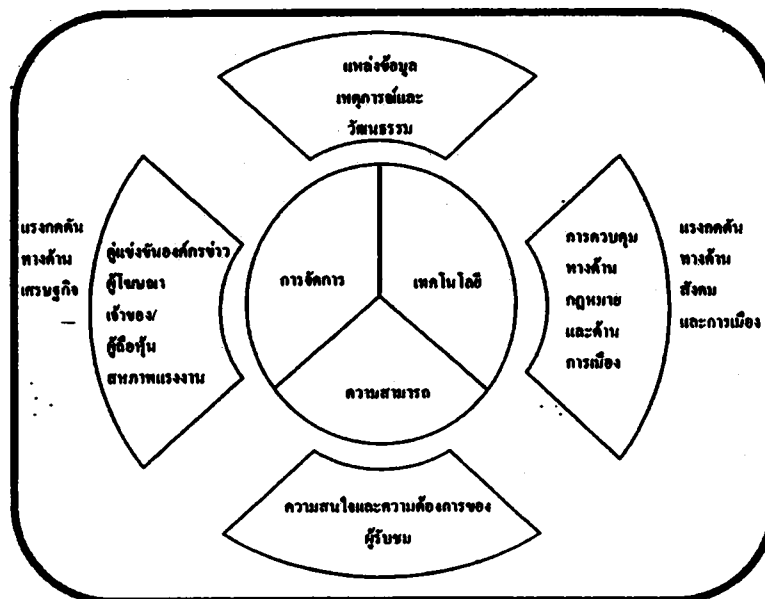 แหล่งข้อมูล
เหตุการณ์และ
วัฒนธรรม
แรงกดดัน
ทางด้าน
เศรษฐกิจ
คู่แข่งขันองค์กรข่าว
ผู้โฆษณา
เจ้าของ/
ผู้ถือหุ้น
สหภาพแรงงาน
การจัดการ
เทคโนโลยี
ความสามารถ
การควบคุม
ทางด้าน
กฎหมาย
และด้าน
การเมือง
แรงกดดัน
ทางด้าน
สังคม
และการเมือง
ความสนใจและความต้องการของ
ผู้รับชม